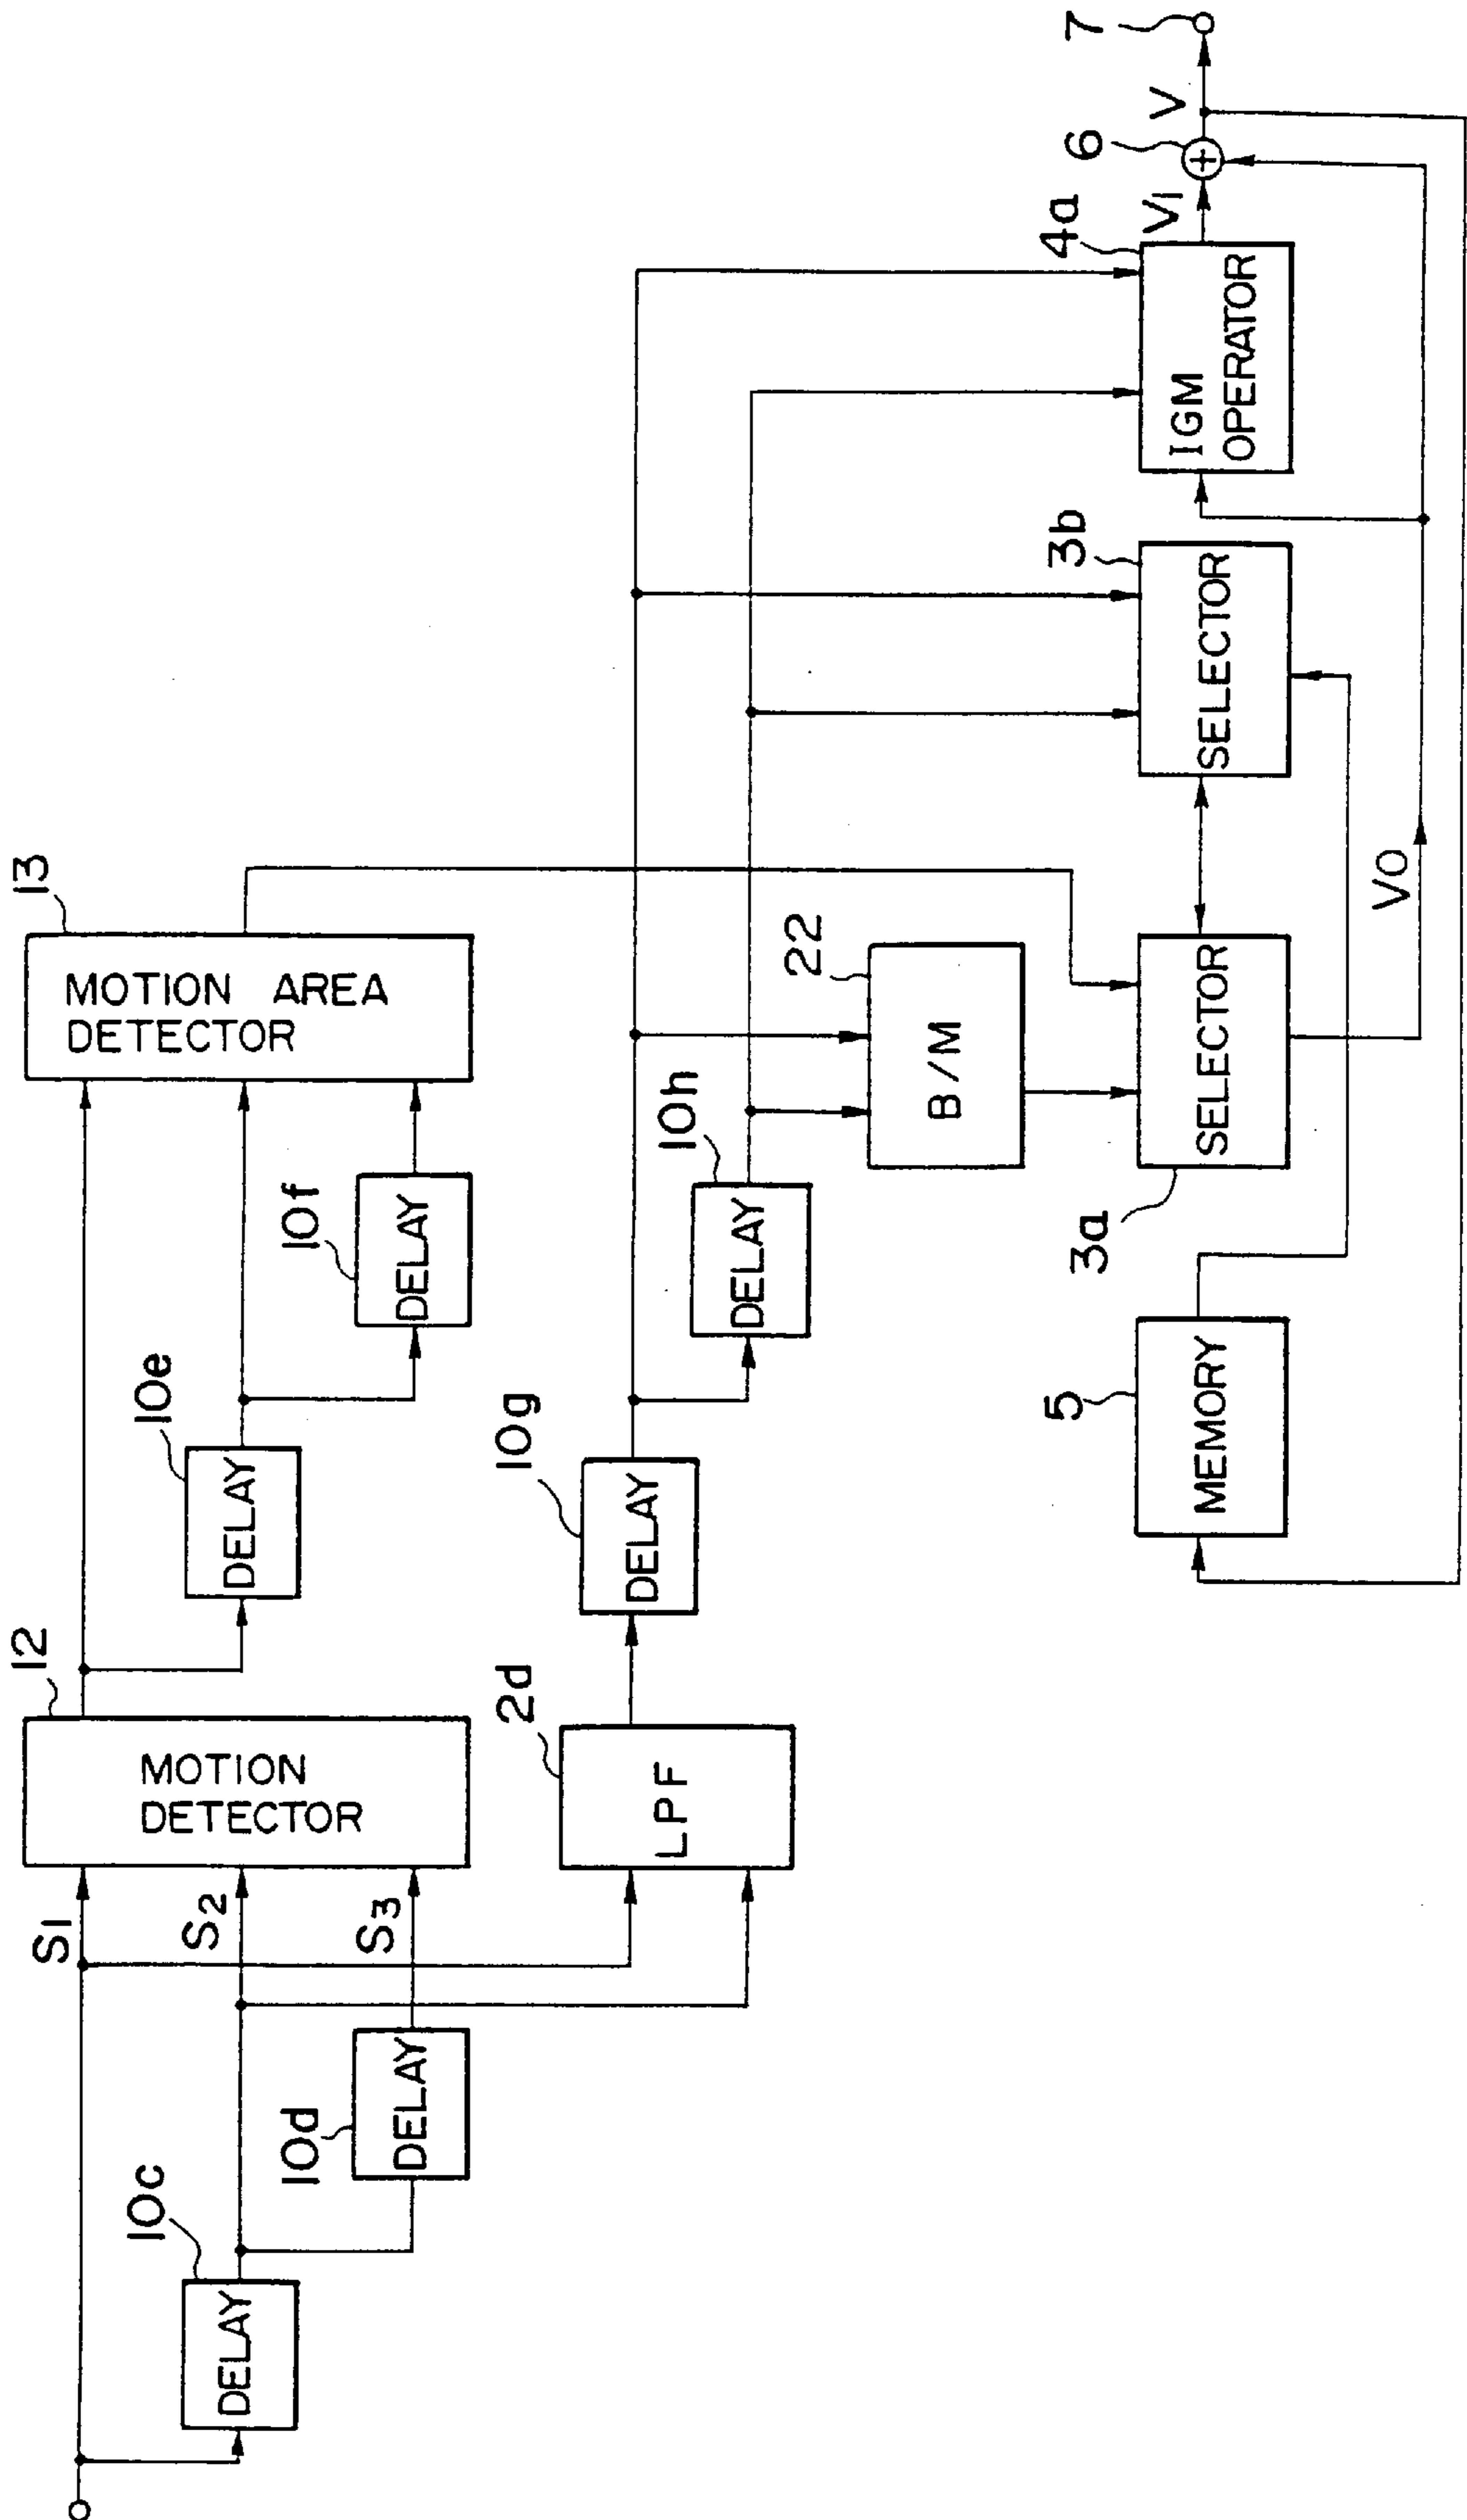 12
13
S1
MOTION
DETECTOR
MOTION AREA
DETECTOR
10c
S2
10e
DELAY
DELAY
10d
S3
10f
DELAY
DELAY
2d
10g
LPF
DELAY
10h
DELAY
22
B/M
5
3a
3b
4a
6
7
MEMORY
SELECTOR
SELECTOR
IGM
OPERATOR
V1
V
V0